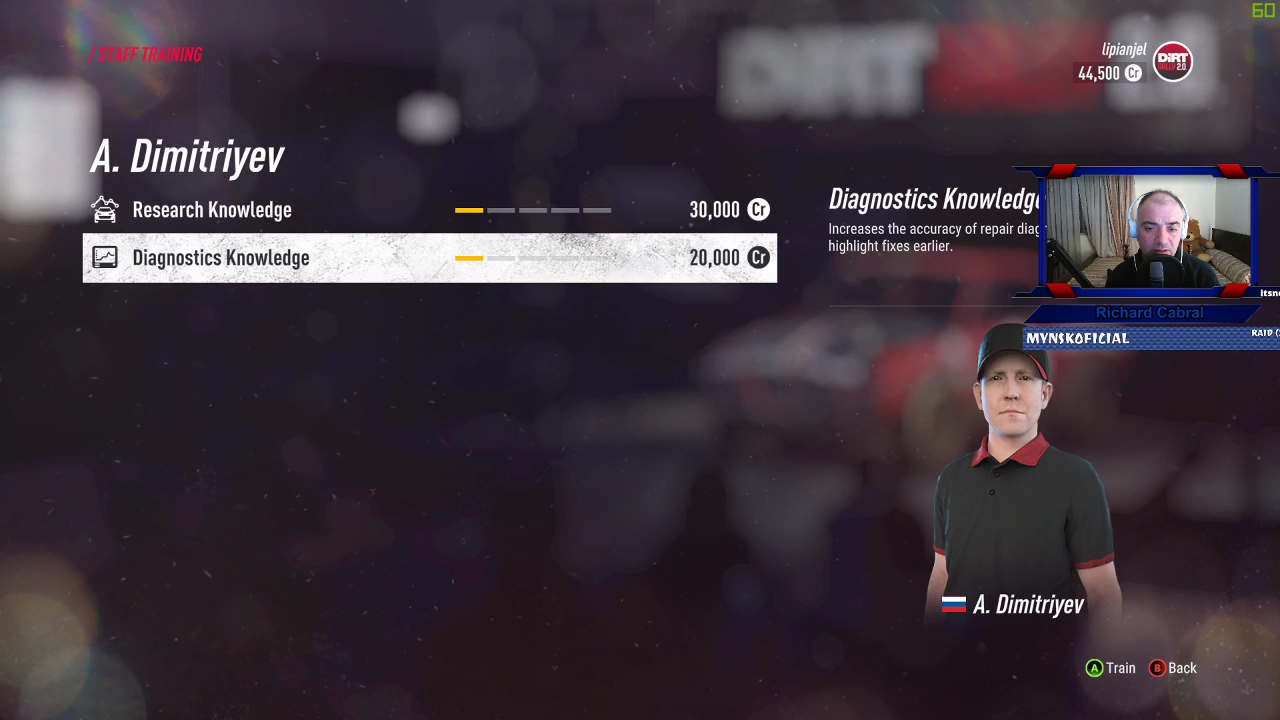 60
/ STAFF TRAINING
lipianjel
44,500 Cr
DiRT
RALLY 2.0
A. Dimitriyev
Research Knowledge 30,000 Cr
Diagnostics Knowledge 20,000 Cr
Diagnostics Knowledge
Increases the accuracy of repair diag
highlight fixes earlier.
itsn
Richard Cabral
MYNSKOFICIAL
RAID (
A. Dimitriyev
A Train B Back